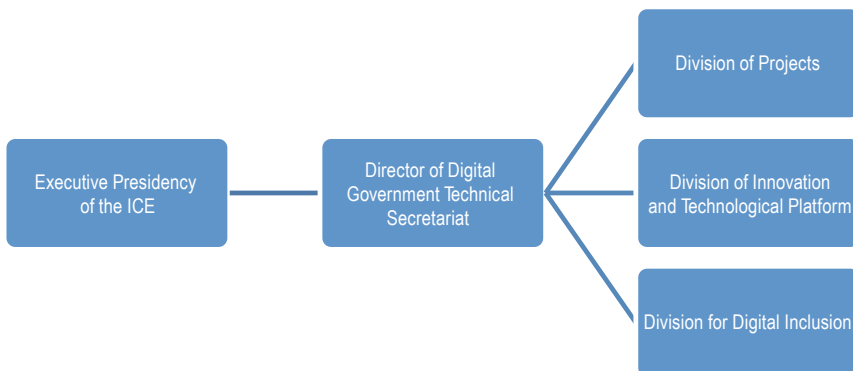 Division of Projects
Executive Presidency
of the ICE
Director of Digital
Government Technical
Secretariat
Division of Innovation
and Technological Platform
Division for Digital Inclusion